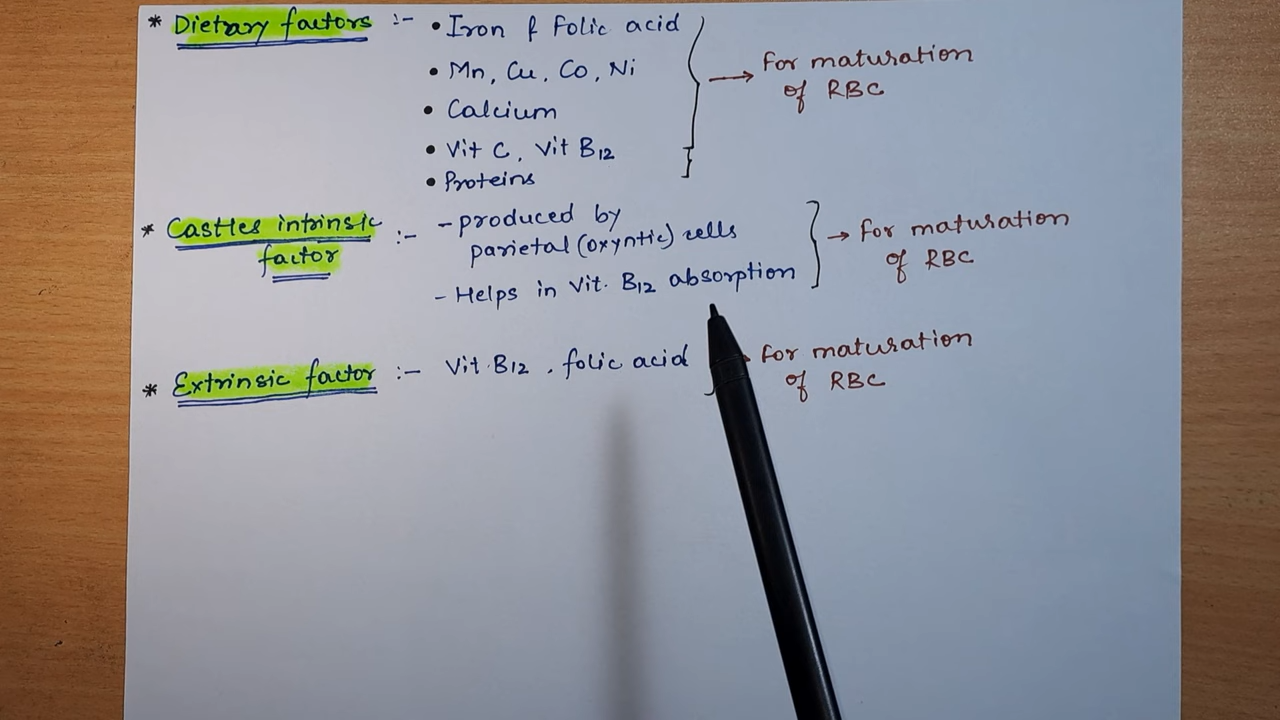 * Dietary factors :- • Iron & Folic acid
• Mn, Cu, Co, Ni
• Calcium
• Vit C, Vit B12
• Proteins
→ For maturation
of RBC
* Castles intrinsic
factor :- - produced by
parietal (oxyntic) cells
- Helps in Vit. B12 absorption
→ For maturation
of RBC
* Extrinsic factor :- Vit B12, folic acid
For maturation
of RBC